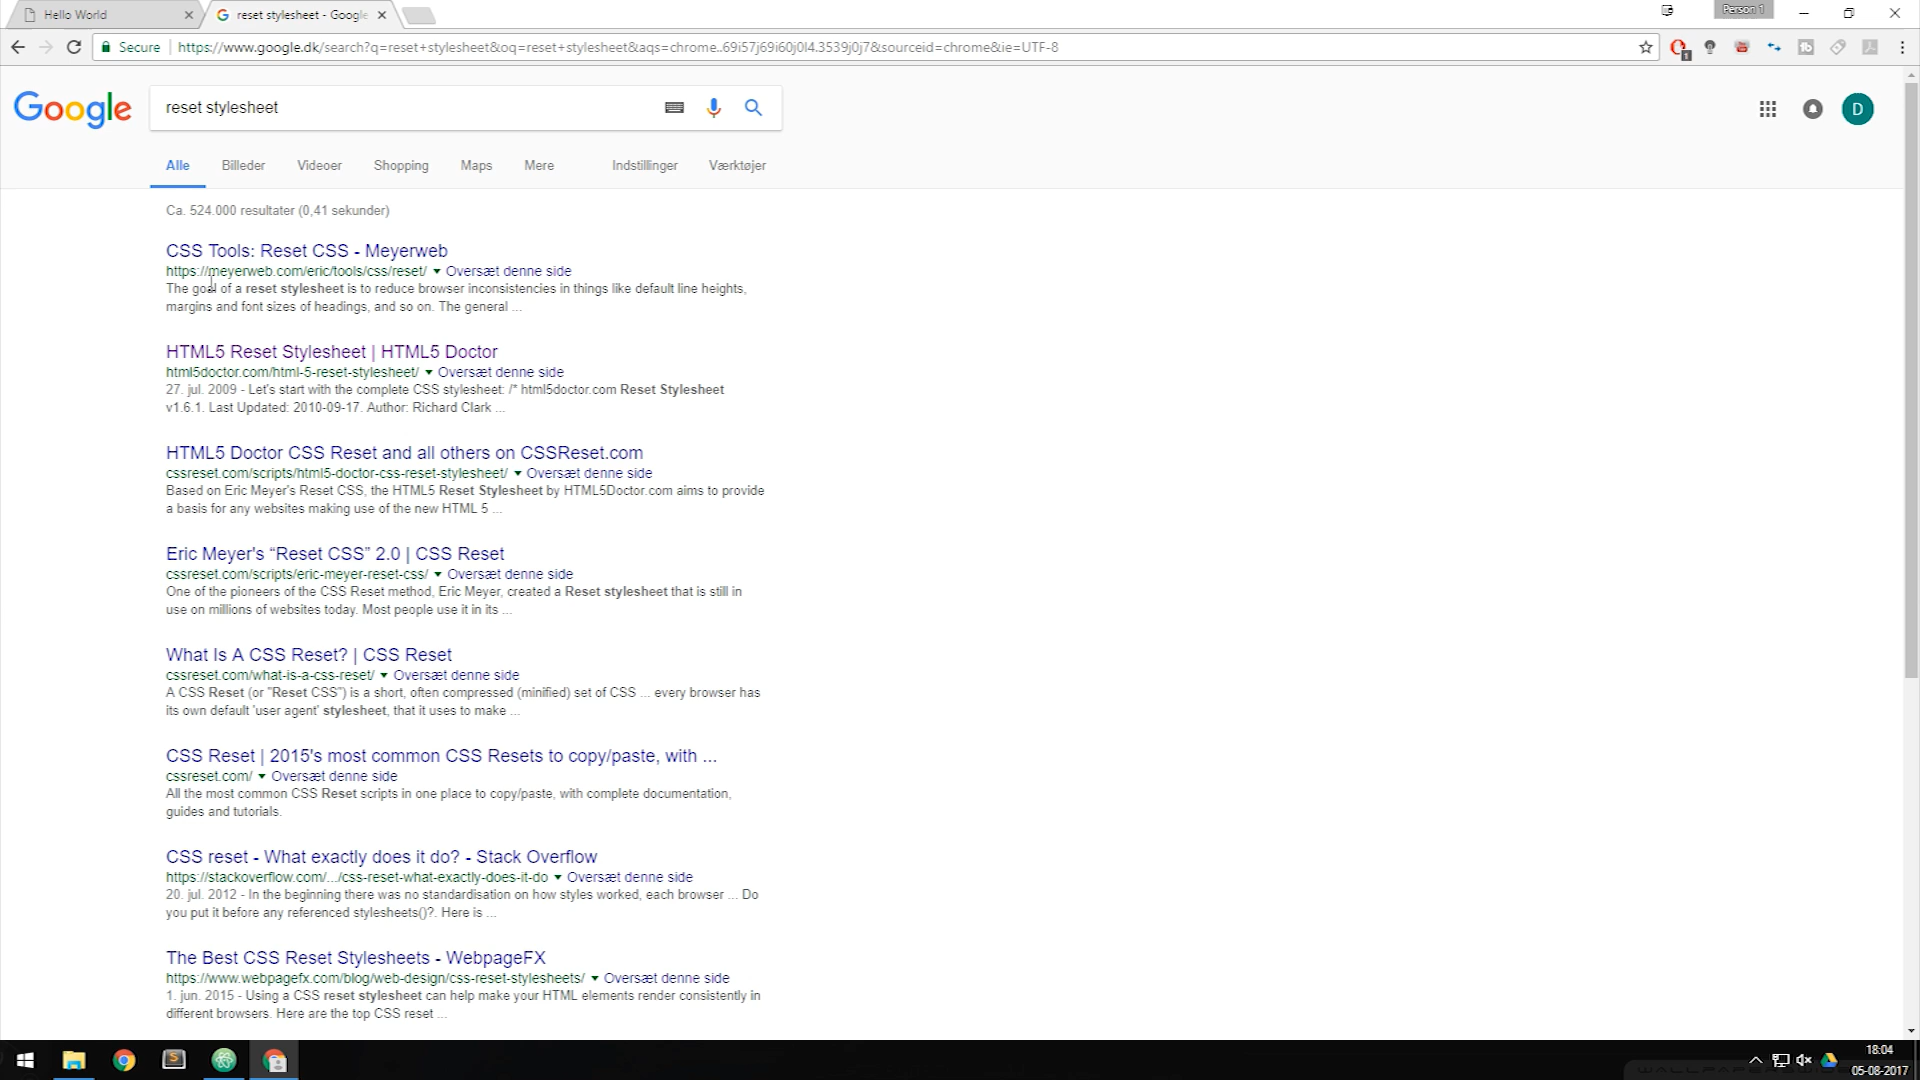 Hello World
reset stylesheet - Google
Person 1
Secure
https://www.google.dk/search?q=reset+stylesheet&oq=reset+stylesheet&aqs=chrome..69i57j69i60j0l4.3539j0j7&sourceid=chrome&ie=UTF-8
Google
reset stylesheet
D
Alle Billeder Videoer Shopping Maps Mere Indstillinger Værktøjer
Ca. 524.000 resultater (0,41 sekunder)
CSS Tools: Reset CSS - Meyerweb
https://meyerweb.com/eric/tools/css/reset/ Oversæt denne side
The goal of a reset stylesheet is to reduce browser inconsistencies in things like default line heights,
margins and font sizes of headings, and so on. The general ...
HTML5 Reset Stylesheet | HTML5 Doctor
html5doctor.com/html-5-reset-stylesheet/ Oversæt denne side
27. jul. 2009 - Let's start with the complete CSS stylesheet: /* html5doctor.com Reset Stylesheet
v1.6.1. Last Updated: 2010-09-17. Author: Richard Clark ...
HTML5 Doctor CSS Reset and all others on CSSReset.com
cssreset.com/scripts/html5-doctor-css-reset-stylesheet/ Oversæt denne side
Based on Eric Meyer's Reset CSS, the HTML5 Reset Stylesheet by HTML5Doctor.com aims to provide
a basis for any websites making use of the new HTML 5 ...
Eric Meyer's “Reset CSS” 2.0 | CSS Reset
cssreset.com/scripts/eric-meyer-reset-css/ Oversæt denne side
One of the pioneers of the CSS Reset method, Eric Meyer, created a Reset stylesheet that is still in
use on millions of websites today. Most people use it in its ...
What Is A CSS Reset? | CSS Reset
cssreset.com/what-is-a-css-reset/ Oversæt denne side
A CSS Reset (or "Reset CSS") is a short, often compressed (minified) set of CSS ... every browser has
its own default 'user agent' stylesheet, that it uses to make ...
CSS Reset | 2015's most common CSS Resets to copy/paste, with ...
cssreset.com/ Oversæt denne side
All the most common CSS Reset scripts in one place to copy/paste, with complete documentation,
guides and tutorials.
CSS reset - What exactly does it do? - Stack Overflow
https://stackoverflow.com/.../css-reset-what-exactly-does-it-do Oversæt denne side
20. jul. 2012 - In the beginning there was no standardisation on how styles worked, each browser ... Do
you put it before any referenced stylesheets()?. Here is ...
The Best CSS Reset Stylesheets - WebpageFX
https://www.webpagefx.com/blog/web-design/css-reset-stylesheets/ Oversæt denne side
1. jun. 2015 - Using a CSS reset stylesheet can help make your HTML elements render consistently in
different browsers. Here are the top CSS reset ...
18:04
05-08-2017